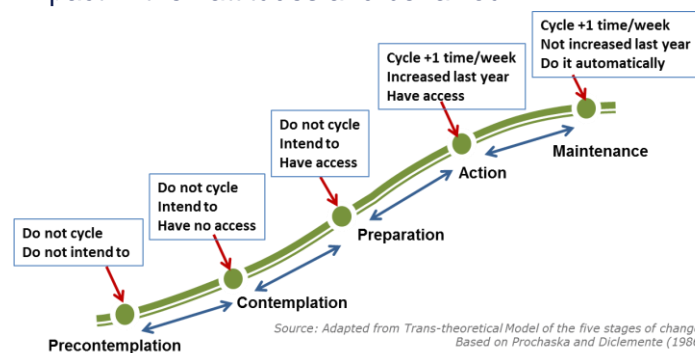 Cycle +1 time/week
Not increased last year
Do it automatically
Cycle +1 time/week
Increased last year
Have access
Do not cycle
Intend to
Have access
Do not cycle
Intend to
Have no access
Do not cycle
Do not intend to
Maintenance
Action
Preparation
Contemplation
Precontemplation
Source: Adapted from Trans-theoretical Model of the five stages of change
Based on Prochaska and Diclemente